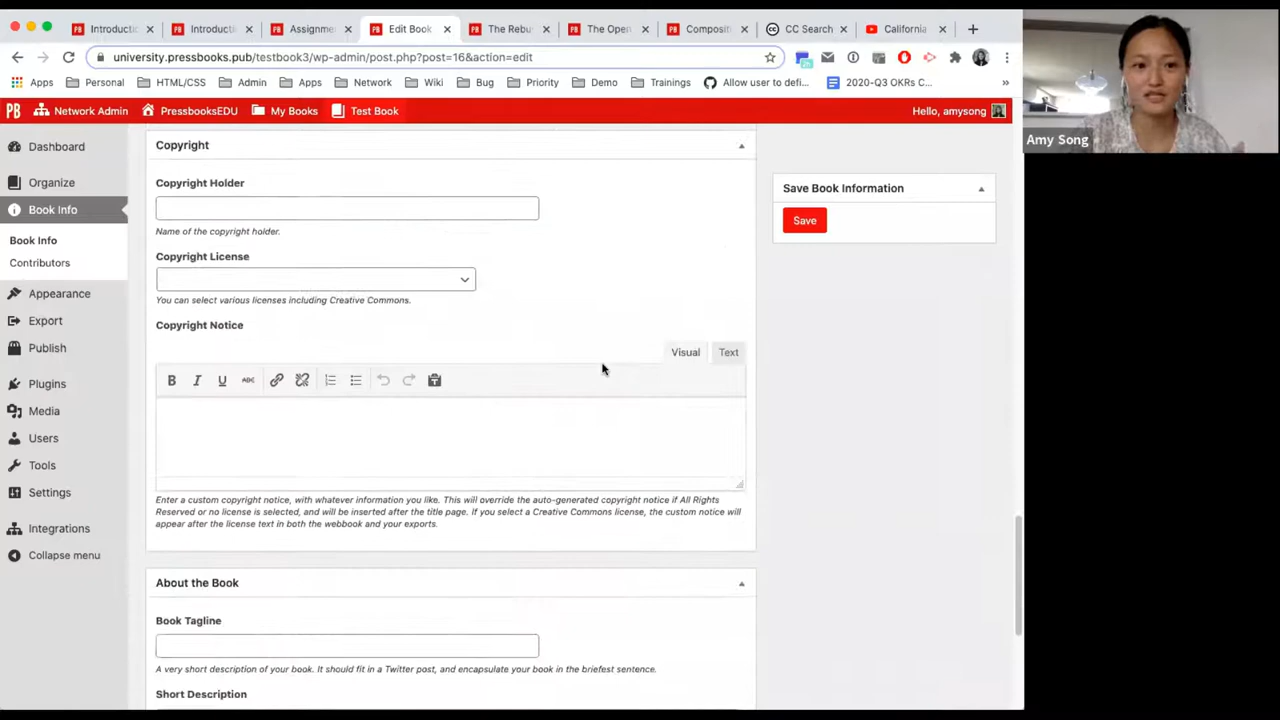 Introductic
Introducti
Assignme
Edit Book
The Rebu
The Open
Composit
CC Search
California
university.pressbooks.pub/testbook3/wp-admin/post.php?post=16&action=edit
Apps
Personal
HTML/CSS
Admin
Apps
Network
Bug
Priority
Demo
Trainings
Allow user to defi...
2020-Q3 OKRs C...
»
Network Admin
PressbooksEDU
My Books
Test Book
Hello, amysong
Amy Song
Dashboard
Organize
Book Info
Book Info
Contributors
Appearance
Export
Publish
Plugins
Media
Users
Tools
Settings
Integrations
Collapse menu
Copyright
Copyright Holder
Name of the copyright holder.
Copyright License
You can select various licenses including Creative Commons.
Copyright Notice
Visual
Text
B I U ABC
Enter a custom copyright notice, with whatever information you like. This will override the auto-generated copyright notice if All Rights
Reserved or no license is selected, and will be inserted after the title page. If you select a Creative Commons license, the custom notice will
appear after the license text in both the webbook and your exports.
About the Book
Book Tagline
A very short description of your book. It should fit in a Twitter post, and encapsulate your book in the briefest sentence.
Short Description
Save Book Information
Save